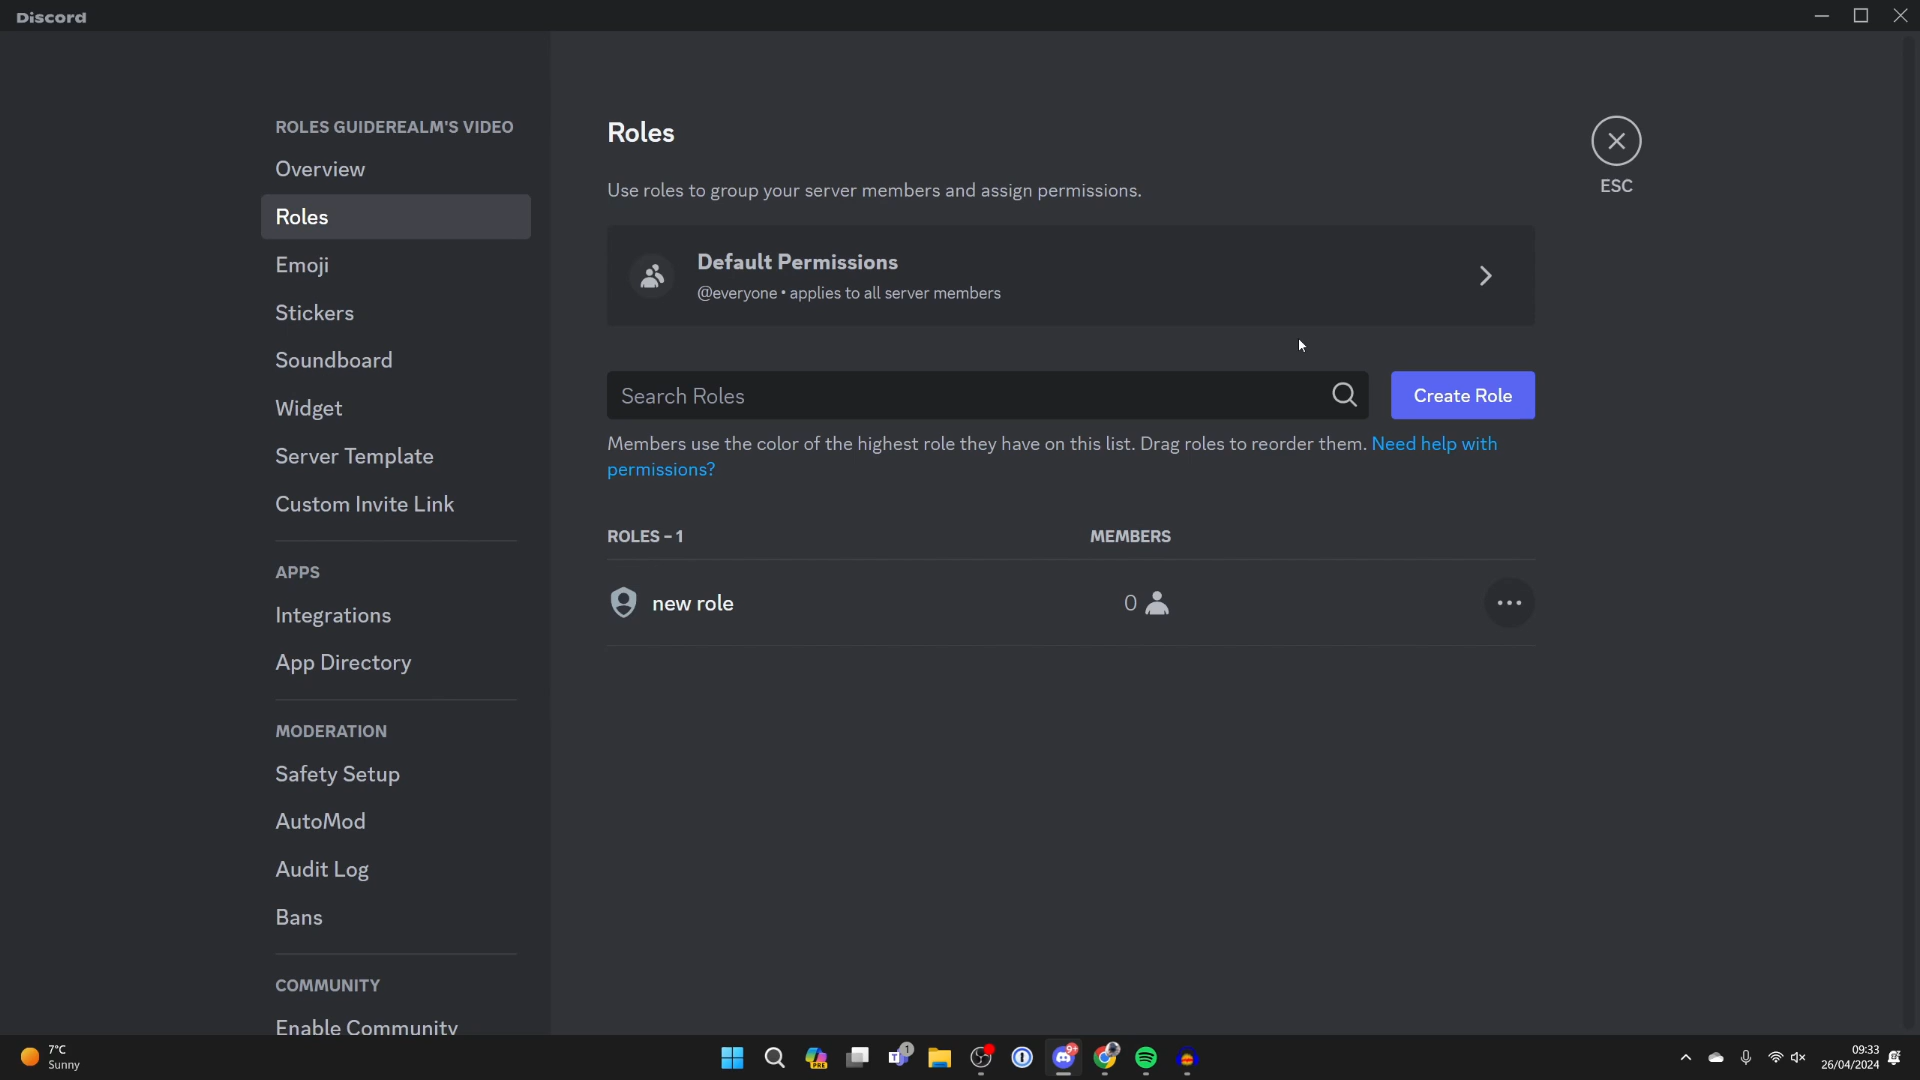 Discord
ROLES GUIDEREALM'S VIDEO
Overview
Roles
Emoji
Stickers
Soundboard
Widget
Server Template
Custom Invite Link
APPS
Integrations
App Directory
MODERATION
Safety Setup
AutoMod
Audit Log
Bans
COMMUNITY
Enable Community
Roles
Use roles to group your server members and assign permissions.
Default Permissions
@everyone • applies to all server members
Search Roles
Create Role
Members use the color of the highest role they have on this list. Drag roles to reorder them. Need help with
permissions?
ROLES – 1
MEMBERS
new role
0
ESC
7°C
Sunny
PRE
1
9+
09:33
26/04/2024